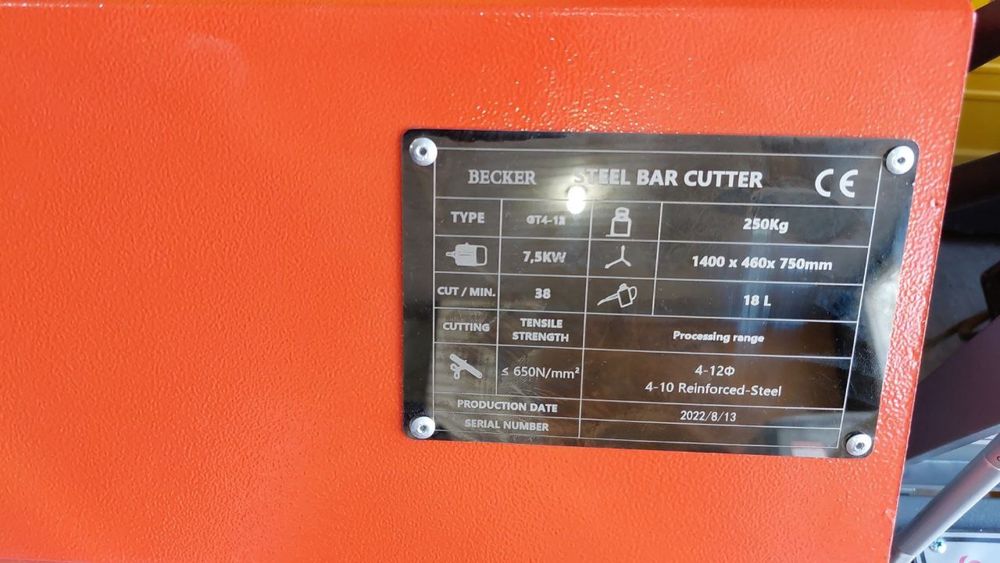 BECKER STEEL BAR CUTTER CE
TYPE 250Kg
7,5KW 1400 x 460x 750mm
CUT / MIN. 38 18 L
CUTTING TENSILE STRENGTH Processing range
≤ 650N/mm² 4-12Φ
4-10 Reinforced-Steel
PRODUCTION DATE 2022/8/13
SERIAL NUMBER